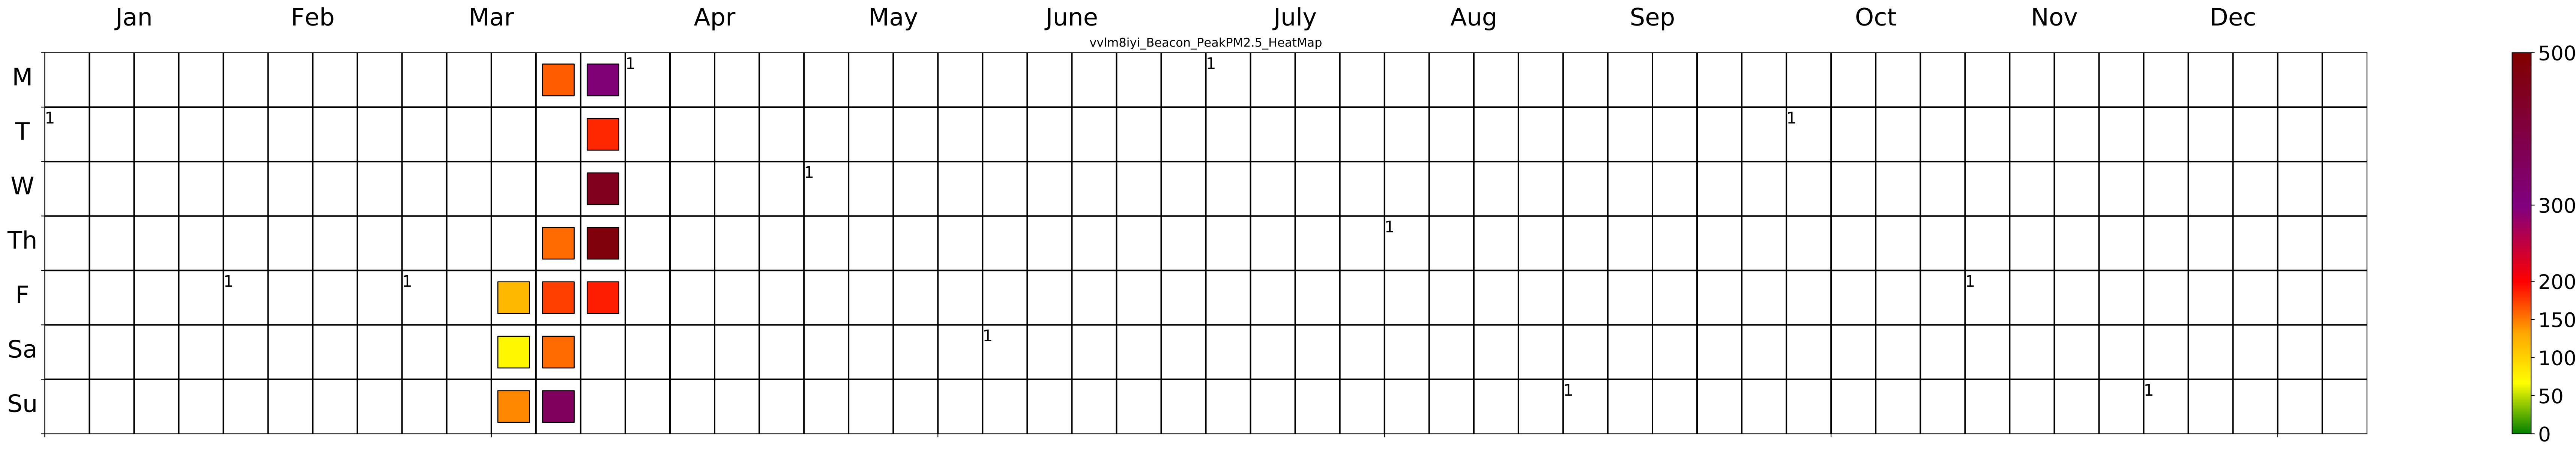 Jan Feb Mar Apr May June July Aug Sep Oct Nov Dec
vvlm8iyi_Beacon_PeakPM2.5_HeatMap
500
M 1 1
T 1 1
W 1
300
Th 1
F 1 1 1
200
150
Sa 1
100
50
Su 1 1
0